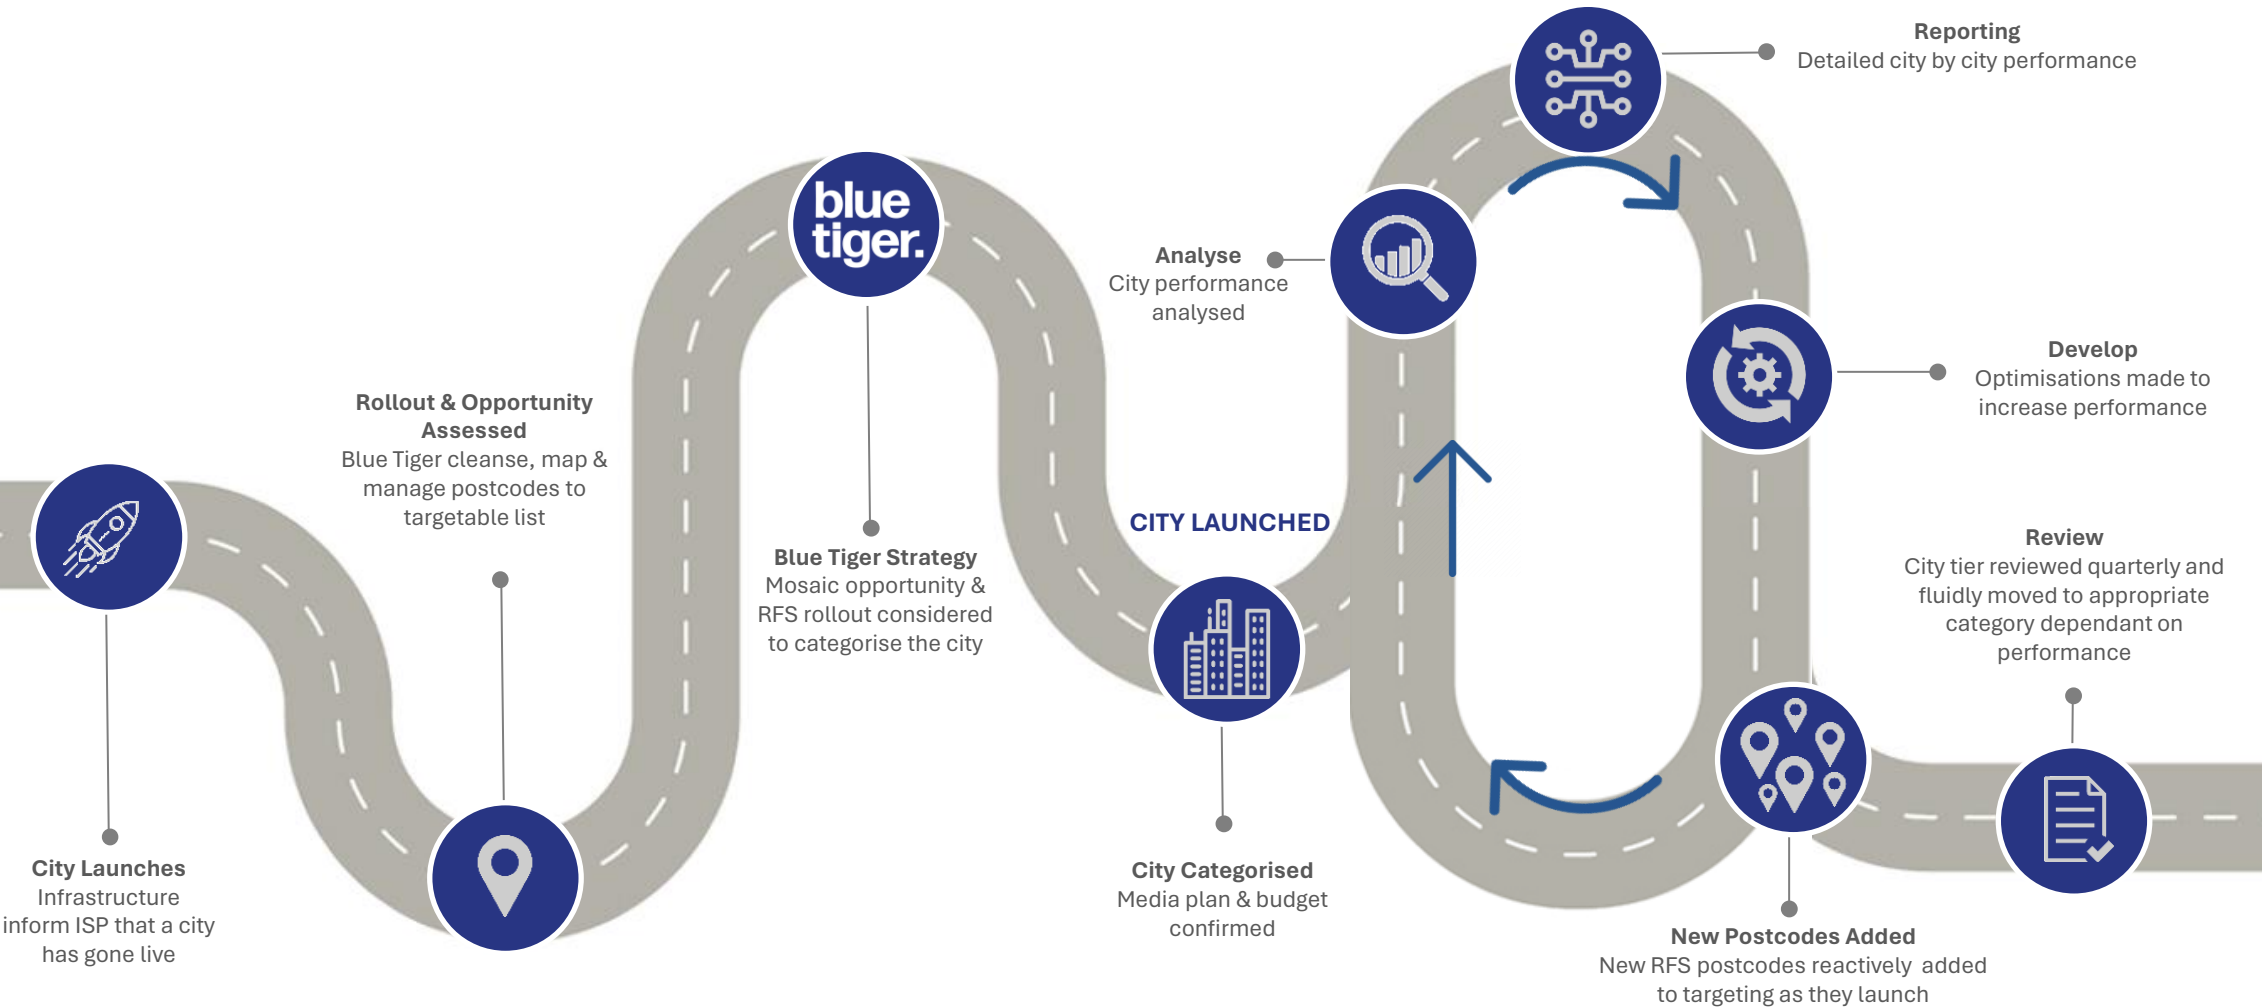 City Launches
Infrastructure
inform ISP that a city
has gone live
Rollout & Opportunity
Assessed
Blue Tiger cleanse, map &
manage postcodes to
targetable list
blue
tiger.
Blue Tiger Strategy
Mosaic opportunity &
RFS rollout considered
to categorise the city
CITY LAUNCHED
City Categorised
Media plan & budget
confirmed
Analyse
City performance
analysed
Reporting
Detailed city by city performance
Develop
Optimisations made to
increase performance
New Postcodes Added
New RFS postcodes reactively added
to targeting as they launch
Review
City tier reviewed quarterly and
fluidly moved to appropriate
category dependant on
performance